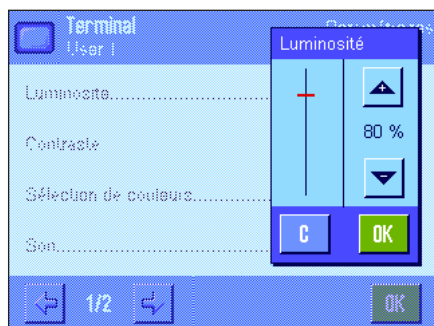 Terminal
User 1
Luminosité
Luminosité
80 %
Contraste
Sélection de couleurs
Son
C
OK
1/2
OK